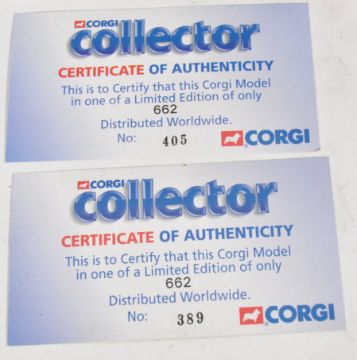 CORGI
collector
CERTIFICATE OF AUTHENTICITY
This is to Certify that this Corgi Model
in one of a Limited Edition of only
662
Distributed Worldwide.
No: 405
CORGI
CORGI
collector
CERTIFICATE OF AUTHENTICITY
This is to Certify that this Corgi Model
in one of a Limited Edition of only
662
Distributed Worldwide.
No: 389
CORGI